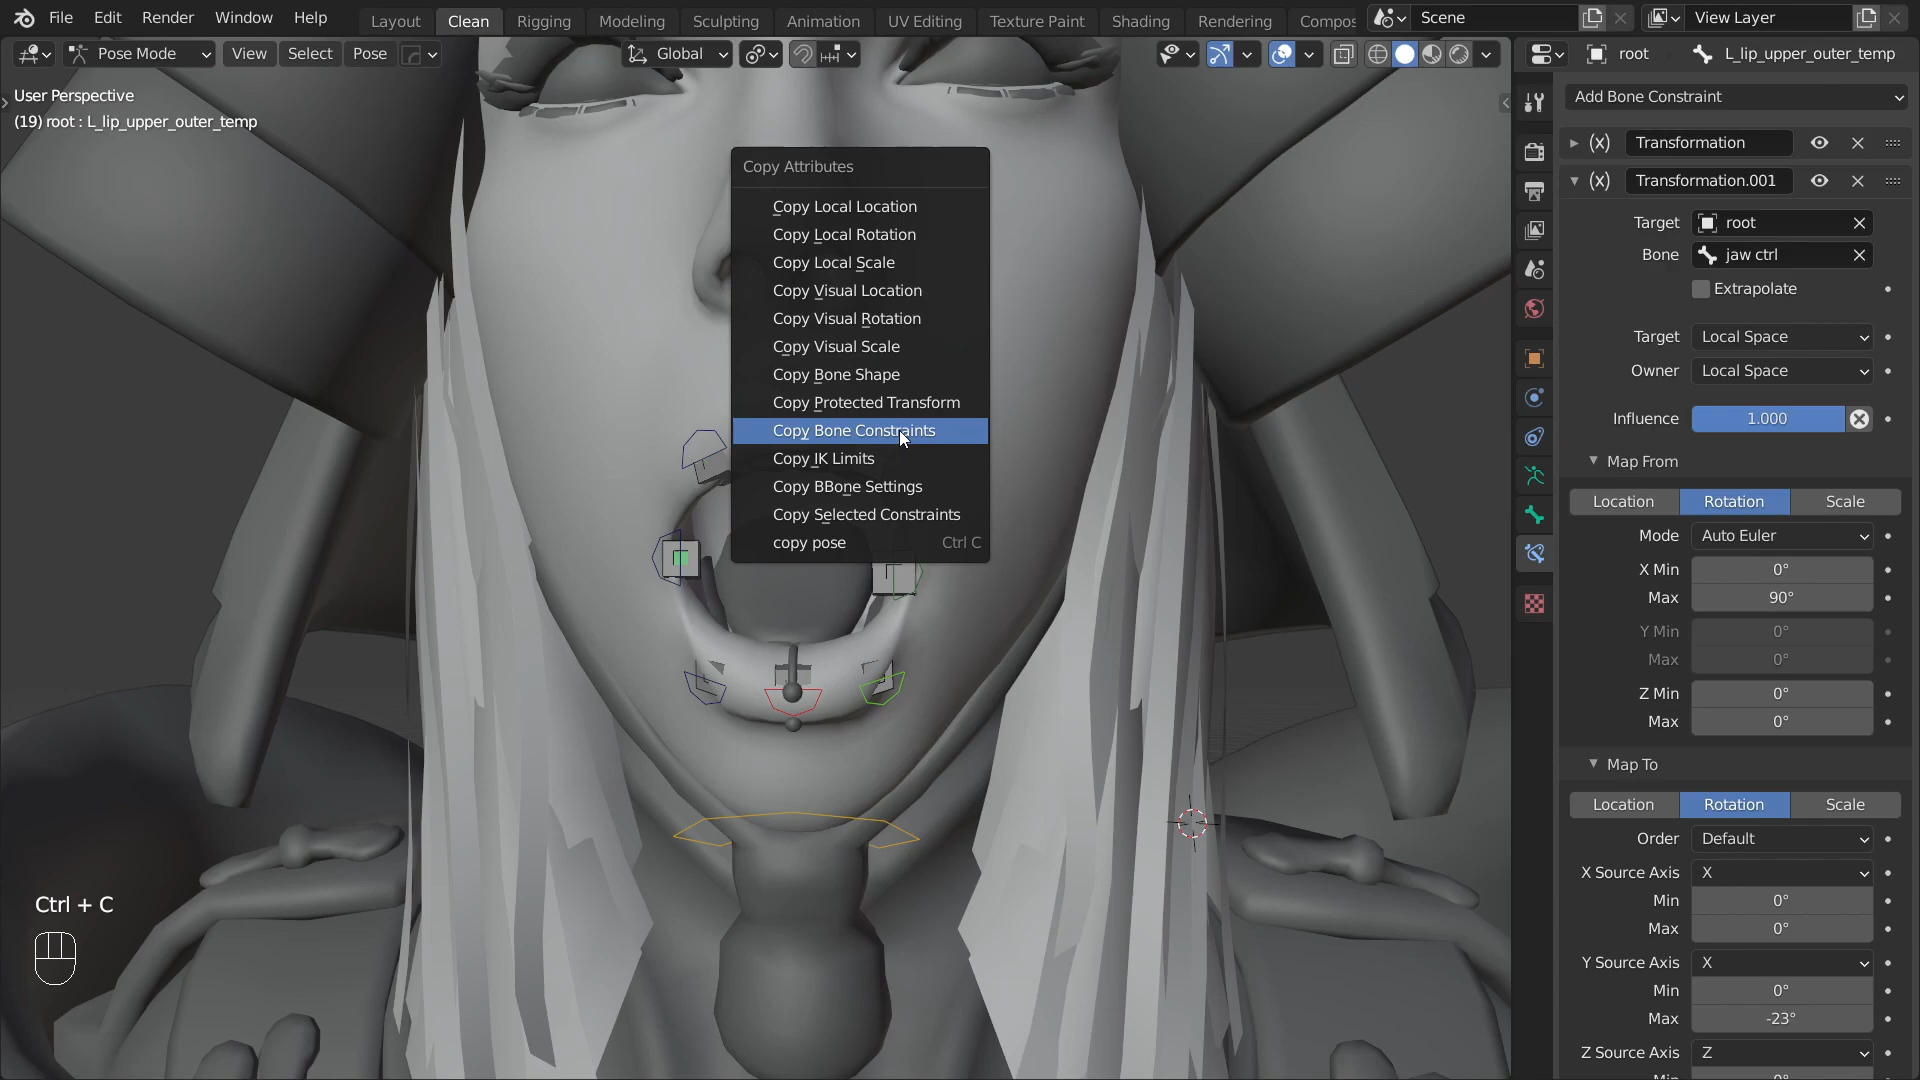 File Edit Render Window Help
Layout Clean Rigging Modeling Sculpting Animation UV Editing Texture Paint Shading Rendering Compos
Scene
View Layer
Pose Mode View Select Pose
Global
root L_lip_upper_outer_temp
User Perspective
(19) root : L_lip_upper_outer_temp
Add Bone Constraint
Transformation
Transformation.001
Target root
Bone jaw ctrl
Extrapolate
Target Local Space
Owner Local Space
Influence 1.000
Map From
Location Rotation Scale
Mode Auto Euler
X Min 0°
Max 90°
Y Min 0°
Max 0°
Z Min 0°
Max 0°
Map To
Location Rotation Scale
Order Default
X Source Axis X
Min 0°
Max 0°
Y Source Axis X
Min 0°
Max -23°
Z Source Axis Z
Copy Attributes
Copy Local Location
Copy Local Rotation
Copy Local Scale
Copy Visual Location
Copy Visual Rotation
Copy Visual Scale
Copy Bone Shape
Copy Protected Transform
Copy Bone Constraints
Copy IK Limits
Copy BBone Settings
Copy Selected Constraints
copy pose Ctrl C
Ctrl + C